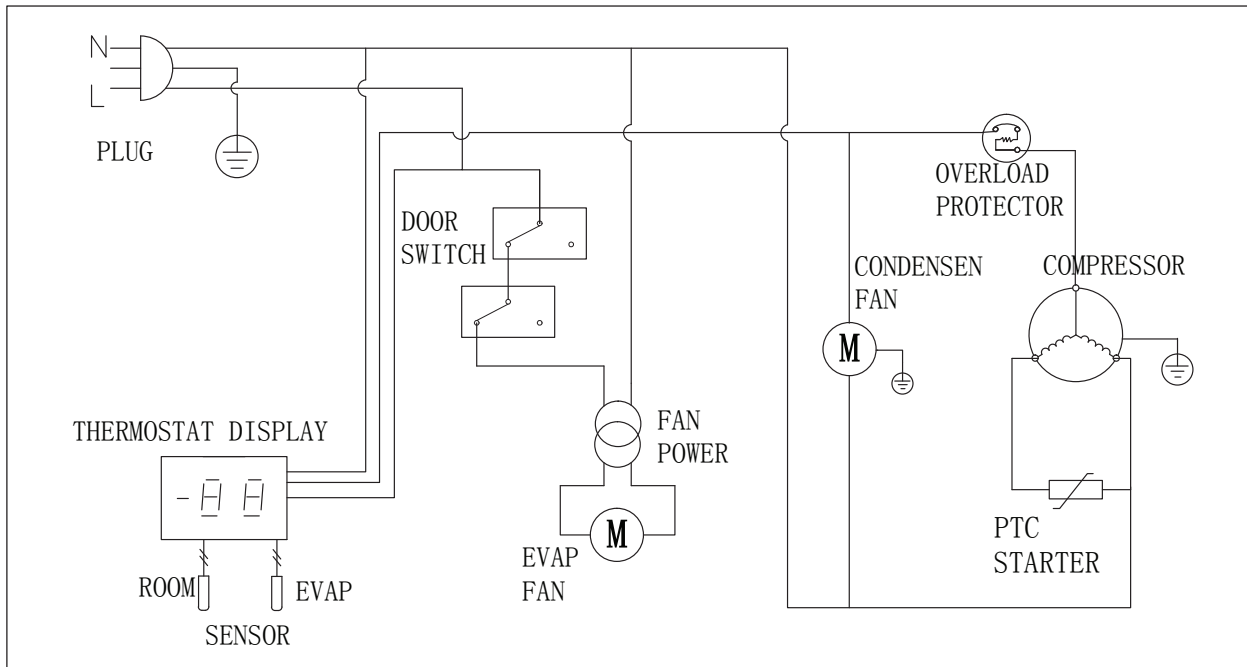 N
L
PLUG
OVERLOAD
PROTECTOR
DOOR
SWITCH
CONDENSEN
FAN
COMPRESSOR
M
FAN
POWER
THERMOSTAT DISPLAY
-88
M
EVAP
FAN
PTC
STARTER
ROOM
EVAP
SENSOR